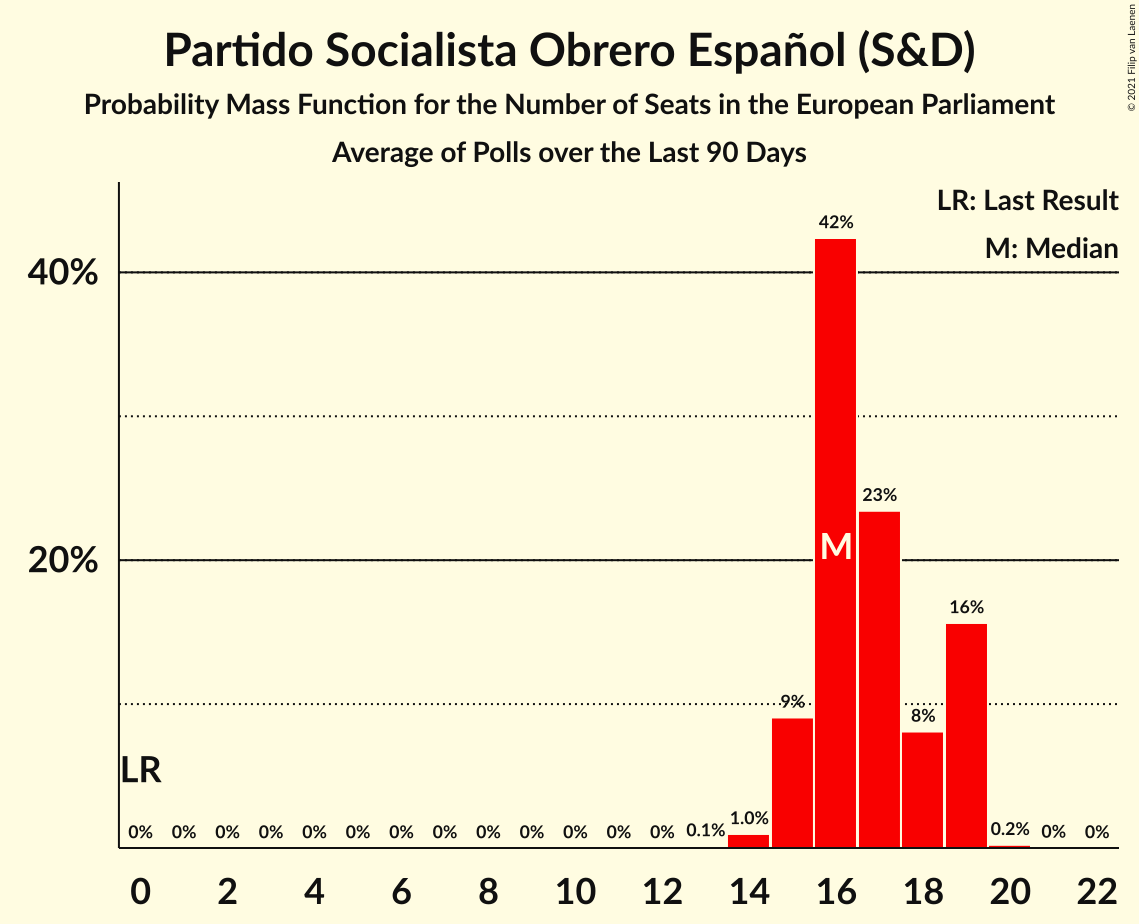 Partido Socialista Obrero Español (S&D)
Probability Mass Function for the Number of Seats in the European Parliament
Average of Polls over the Last 90 Days
© 2021 Filip van Laenen
LR: Last Result
M: Median
42%
40%
23%
M
20%
16%
9%
8%
LR
0% 0% 0% 0% 0% 0% 0% 0% 0% 0% 0% 0% 0% 0.1% 1.0% 0.2% 0% 0%
0 2 4 6 8 10 12 14 16 18 20 22